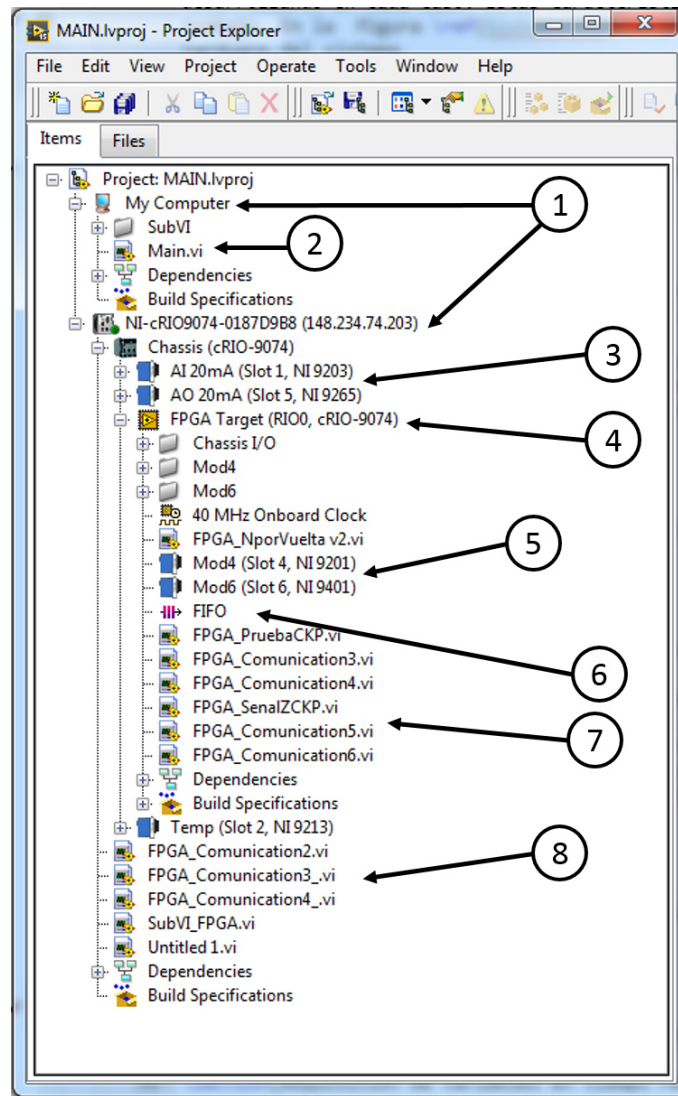 MAIN.lvproj - Project Explorer
File Edit View Project Operate Tools Window Help
Items Files
Project: MAIN.lvproj
My Computer
1
SubVI
Main.vi
2
Dependencies
Build Specifications
NI-cRIO9074-0187D9B8 (148.234.74.203)
Chassis (cRIO-9074)
3
AI 20mA (Slot 1, NI 9203)
AO 20mA (Slot 5, NI 9265)
FPGA Target (RIO0, cRIO-9074)
4
Chassis I/O
Mod4
Mod6
40 MHz Onboard Clock
FPGA_NporVuelta v2.vi
5
Mod4 (Slot 4, NI 9201)
Mod6 (Slot 6, NI 9401)
FIFO
FPGA_PruebaCKP.vi
FPGA_Comunication3.vi
6
FPGA_Comunication4.vi
FPGA_SenalZCKP.vi
FPGA_Comunication5.vi
7
FPGA_Comunication6.vi
Dependencies
Build Specifications
Temp (Slot 2, NI 9213)
FPGA_Comunication2.vi
8
FPGA_Comunication3_.vi
FPGA_Comunication4_.vi
SubVI_FPGA.vi
Untitled 1.vi
Dependencies
Build Specifications